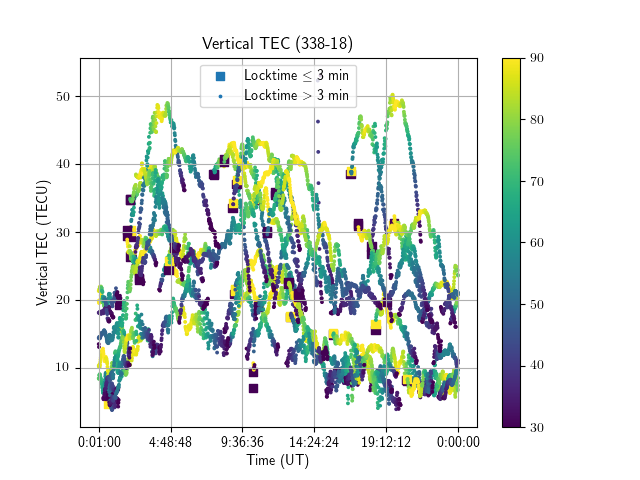 Vertical TEC (338-18)
Locktime ≤ 3 min
Locktime > 3 min
Vertical TEC (TECU)
50
40
30
20
10
0:01:00 4:48:48 9:36:36 14:24:24 19:12:12 0:00:00
Time (UT)
90
80
70
60
50
40
30